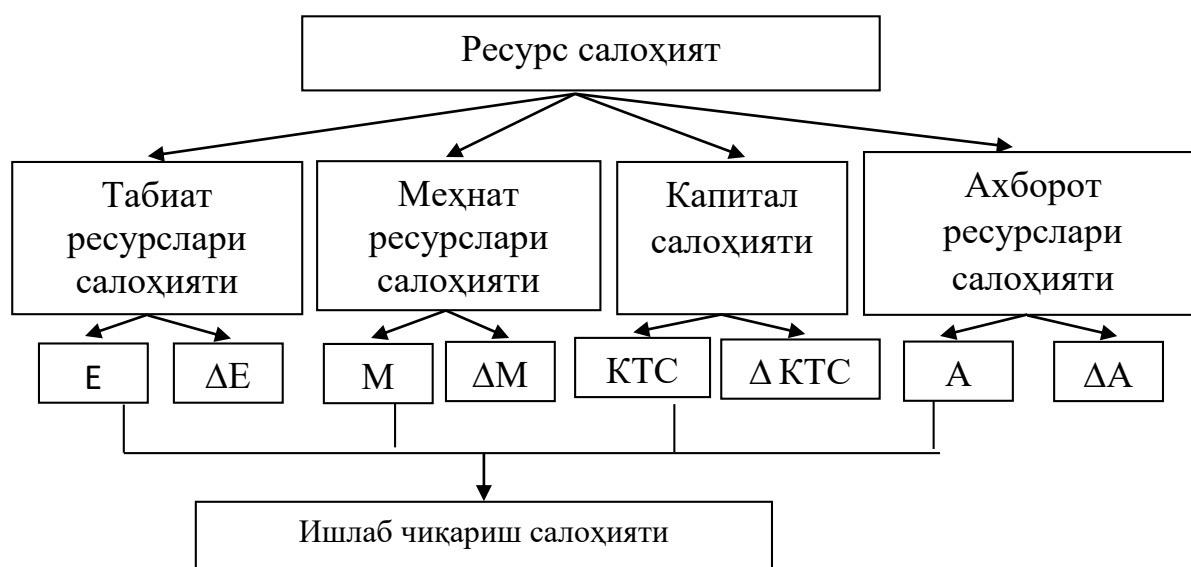 Ресурс салоҳият
Табиат
ресурслари
салоҳияти
Меҳнат
ресурслари
салоҳияти
Капитал
салоҳияти
Ахборот
ресурслари
салоҳияти
Е
ΔЕ
М
ΔМ
КТС
Δ КТС
А
ΔА
Ишлаб чиқариш салоҳияти